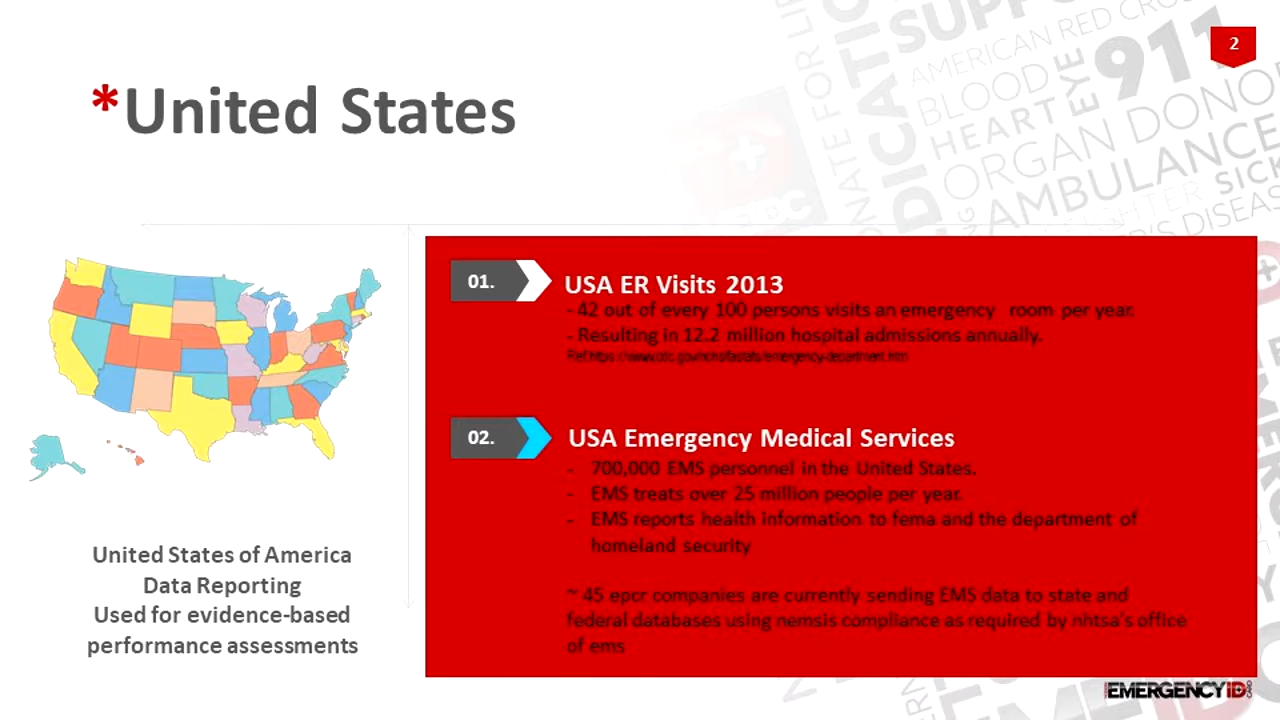 2
SUPPO
AMERICAN RED CRO
911
BLOOD
EYE
HEART
ORGAN DONO
AMBULANCE
SICK
*United States
01.
USA ER Visits 2013
- 42 out of every 100 persons visits an emergency room per year.
- Resulting in 12.2 million hospital admissions annually.
02.
USA Emergency Medical Services
- 700,000 EMS personnel in the United States.
- EMS treats over 25 million people per year.
- EMS reports health information to fema and the department of
homeland security
~ 45 epcr companies are currently sending EMS data to state and
federal databases using nemsis compliance as required by nhtsa's office
of ems
United States of America
Data Reporting
Used for evidence-based
performance assessments
EMERGENCYID